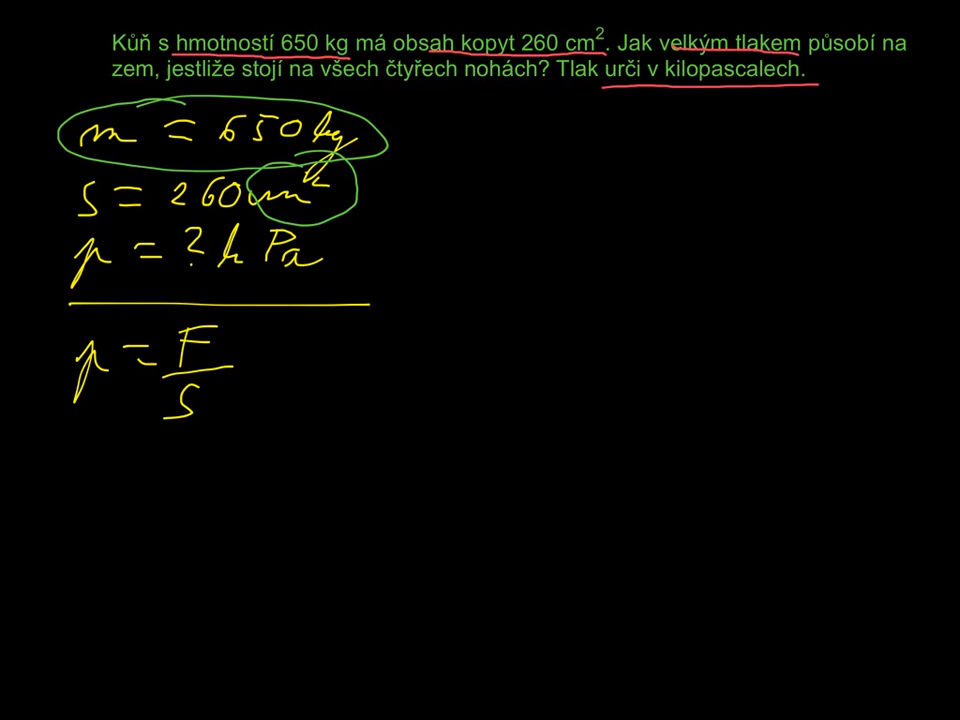 Kůň s hmotností 650 kg má obsah kopyt 260 cm². Jak velkým tlakem působí na
zem, jestliže stojí na všech čtyřech nohách? Tlak urči v kilopascalech.
m = 650 kg
S = 260 cm²
p = ? k Pa
p = F/S